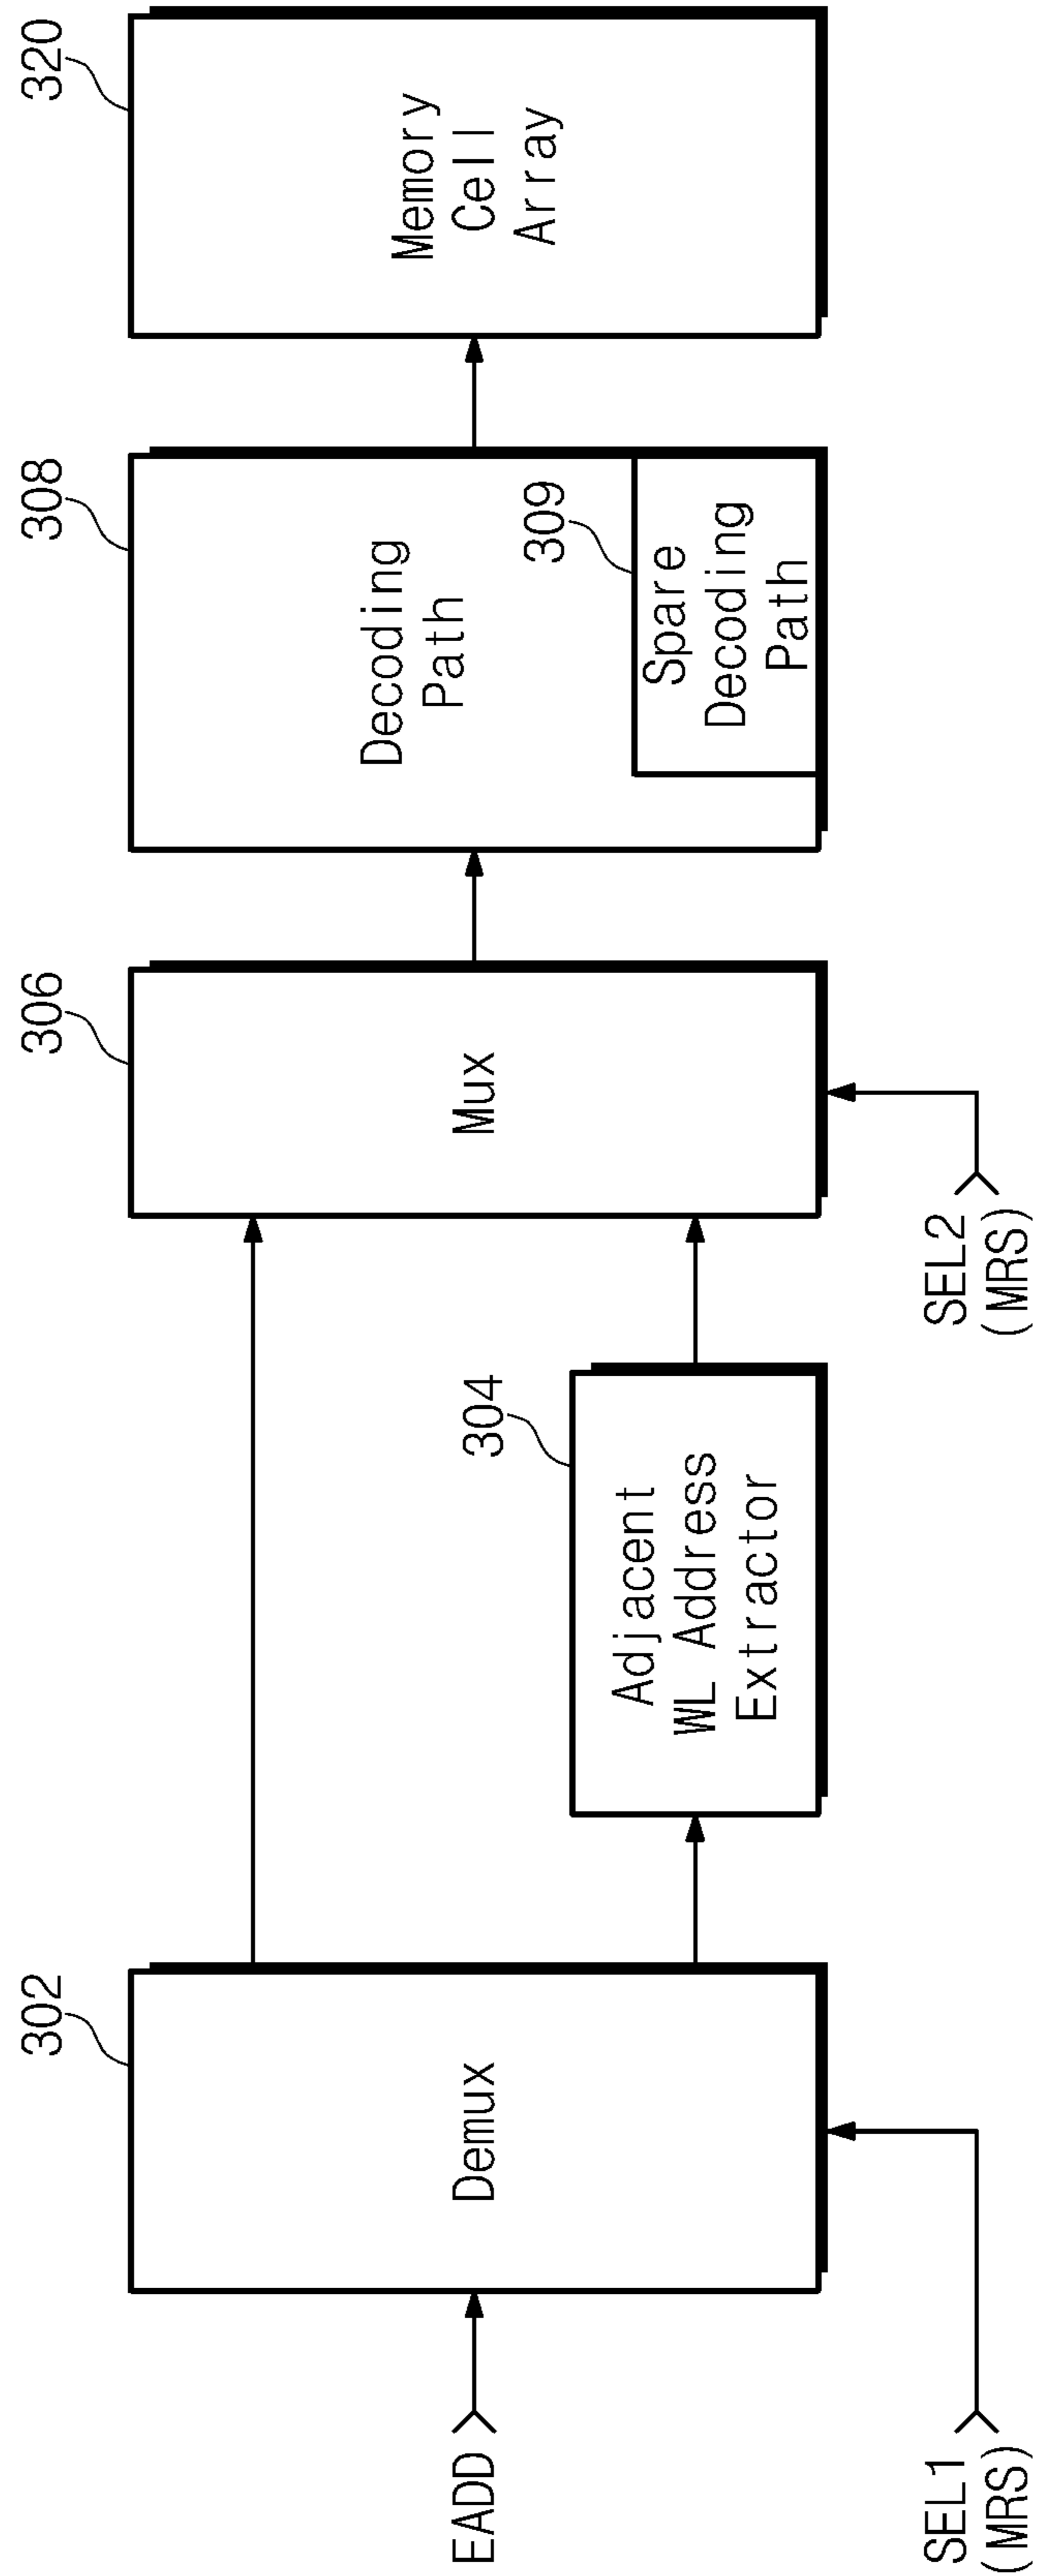 302
Demux
EADD
SEL1
(MRS)
304
Adjacent
WL Address
Extractor
306
Mux
SEL2
(MRS)
308
Decoding
Path
309
Spare
Decoding
Path
320
Memory
Cell
Array